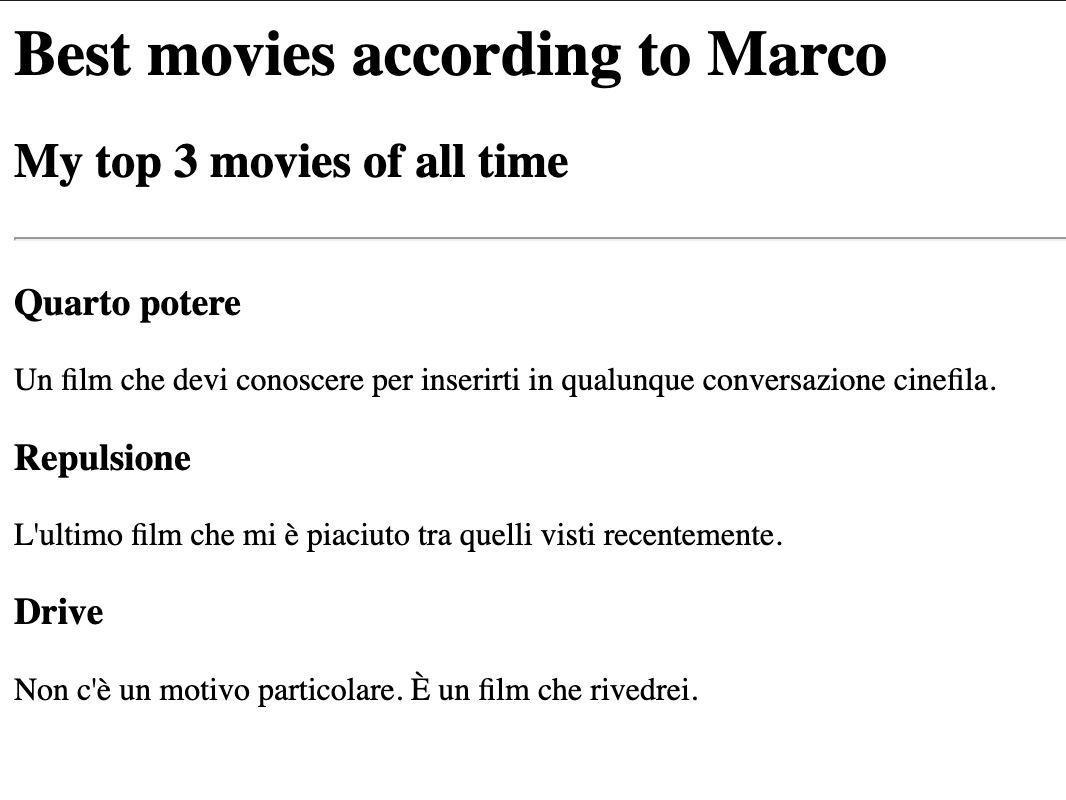 Best movies according to Marco
My top 3 movies of all time
Quarto potere
Un film che devi conoscere per inserirti in qualunque conversazione cinefila.
Repulsione
L'ultimo film che mi è piaciuto tra quelli visti recentemente.
Drive
Non c'è un motivo particolare. È un film che rivedrei.